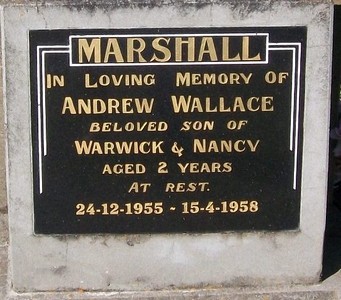 MARSHALL
IN LOVING MEMORY OF
ANDREW WALLACE
BELOVED SON OF
WARWICK & NANCY
AGED 2 YEARS
AT REST.
24-12-1955 - 15-4-1958